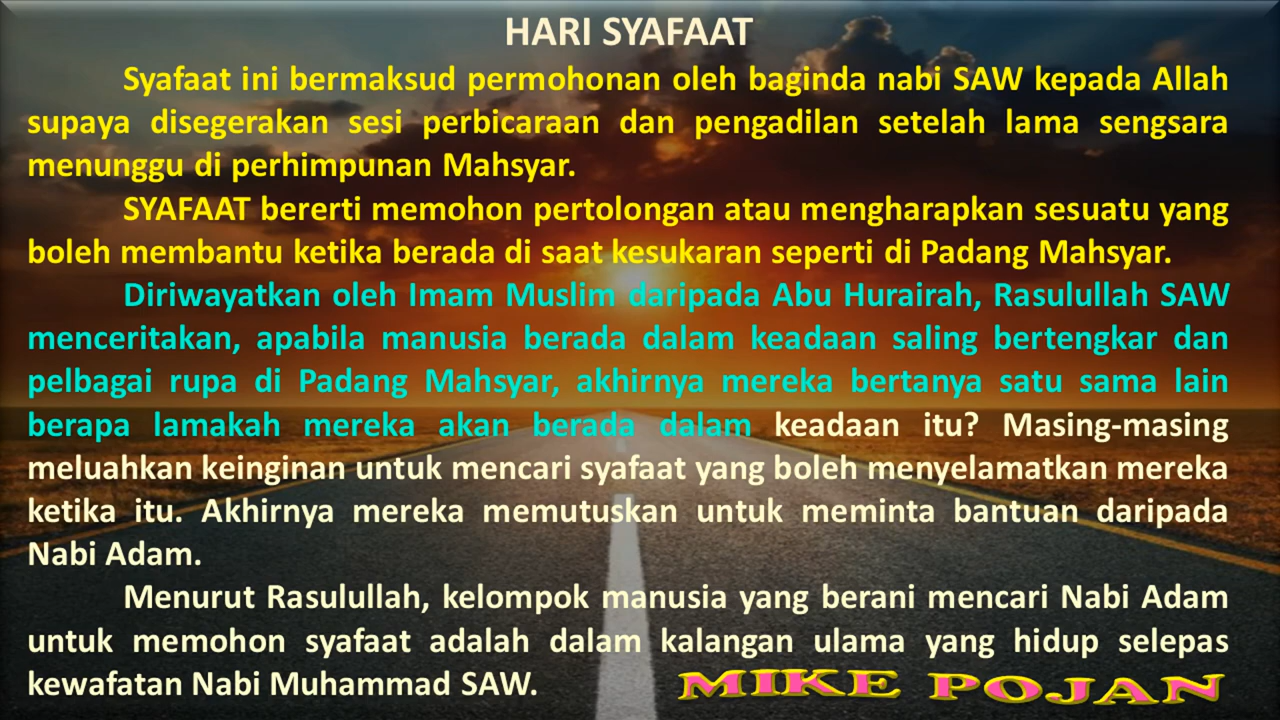 HARI SYAFAAT
Syafaat ini bermaksud permohonan oleh baginda nabi SAW kepada Allah
supaya disegerakan sesi perbicaraan dan pengadilan setelah lama sengsara
menunggu di perhimpunan Mahsyar.
SYAFAAT bererti memohon pertolongan atau mengharapkan sesuatu yang
boleh membantu ketika berada di saat kesukaran seperti di Padang Mahsyar.
Diriwayatkan oleh Imam Muslim daripada Abu Hurairah, Rasulullah SAW
menceritakan, apabila manusia berada dalam keadaan saling bertengkar dan
pelbagai rupa di Padang Mahsyar, akhirnya mereka bertanya satu sama lain
berapa lamakah mereka akan berada dalam keadaan itu? Masing-masing
meluahkan keinginan untuk mencari syafaat yang boleh menyelamatkan mereka
ketika itu. Akhirnya mereka memutuskan untuk meminta bantuan daripada
Nabi Adam.
Menurut Rasulullah, kelompok manusia yang berani mencari Nabi Adam
untuk memohon syafaat adalah dalam kalangan ulama yang hidup selepas
kewafatan Nabi Muhammad SAW.
MIKE POJAN